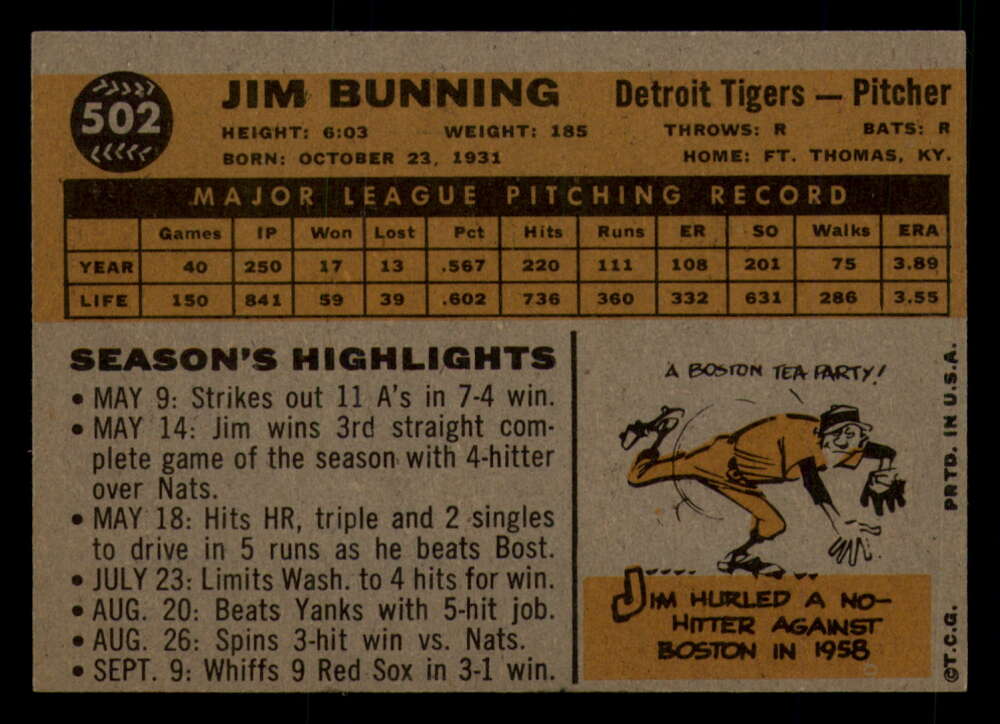 502
JIM BUNNING
Detroit Tigers — Pitcher
HEIGHT: 6:03 WEIGHT: 185 THROWS: R BATS: R
BORN: OCTOBER 23, 1931 HOME: FT. THOMAS, KY.
MAJOR LEAGUE PITCHING RECORD
Games IP Won Lost Pct Hits Runs ER SO Walks ERA
YEAR 40 250 17 13 .567 220 111 108 201 75 3.89
LIFE 150 841 59 39 .602 736 360 332 631 286 3.55
SEASON'S HIGHLIGHTS
• MAY 9: Strikes out 11 A's in 7-4 win.
• MAY 14: Jim wins 3rd straight com-
plete game of the season with 4-hitter
over Nats.
• MAY 18: Hits HR, triple and 2 singles
to drive in 5 runs as he beats Bost.
• JULY 23: Limits Wash. to 4 hits for win.
• AUG. 20: Beats Yanks with 5-hit job.
• AUG. 26: Spins 3-hit win vs. Nats.
• SEPT. 9: Whiffs 9 Red Sox in 3-1 win.
A BOSTON TEA PARTY!
JIM HURLED A NO-
HITTER AGAINST
BOSTON IN 1958
©T.C.G. PRTD. IN U.S.A.